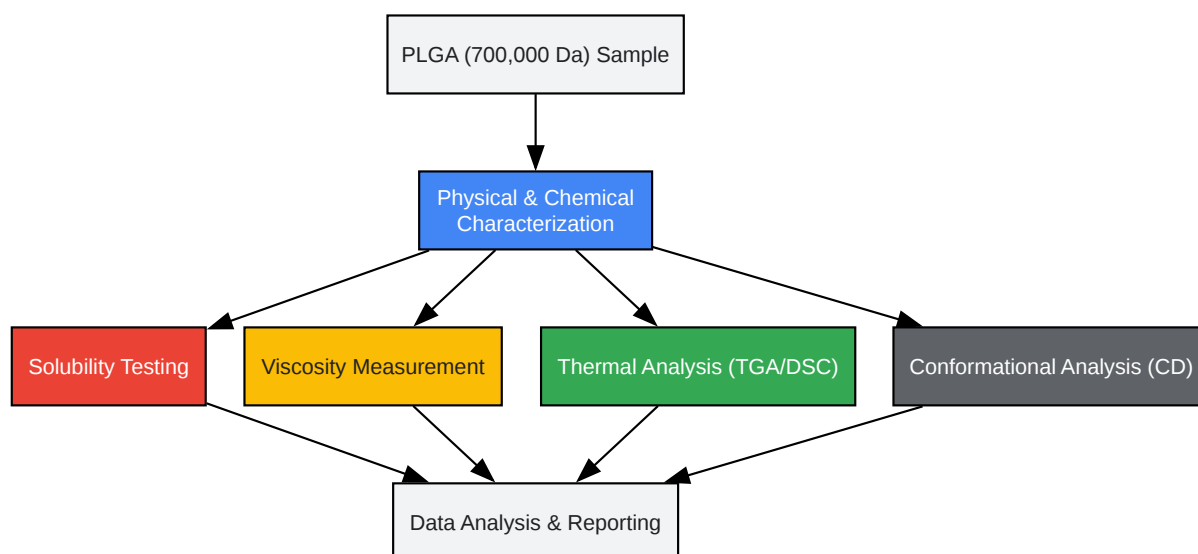 PLGA (700,000 Da) Sample
Physical & Chemical
Characterization
Solubility Testing
Viscosity Measurement
Thermal Analysis (TGA/DSC)
Conformational Analysis (CD)
Data Analysis & Reporting